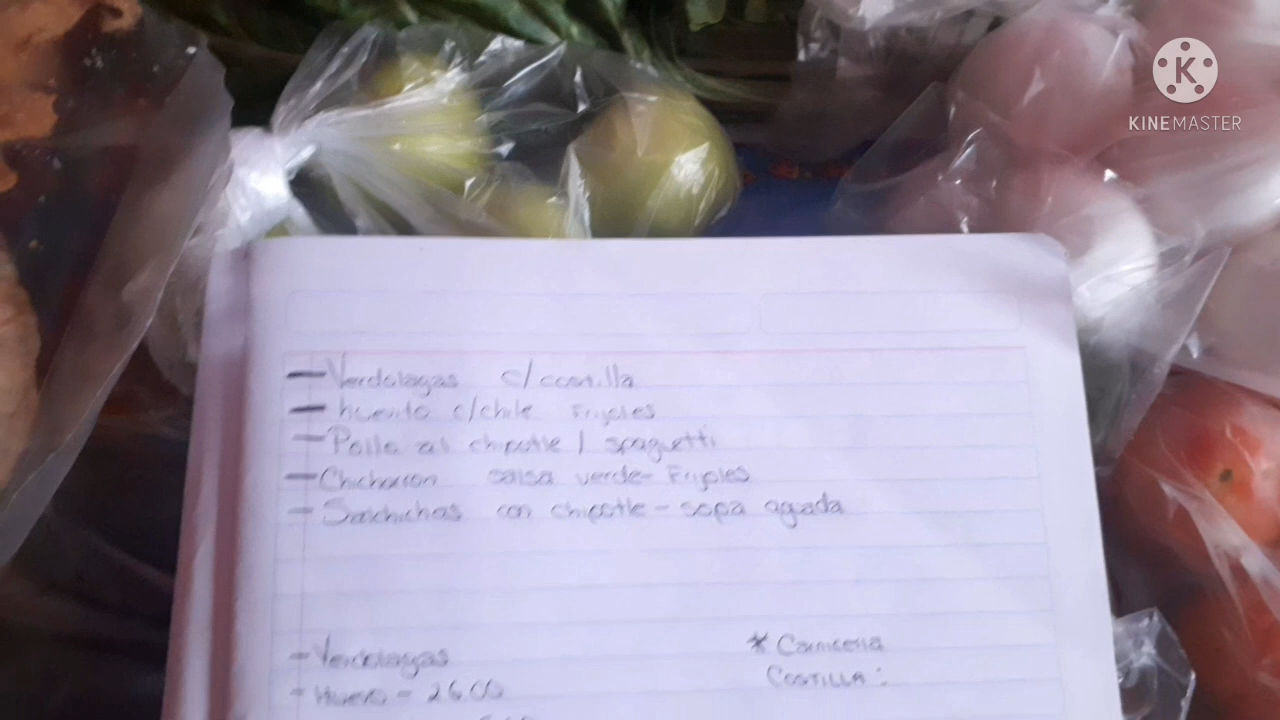 KINEMASTER
- Verdolagas c/ costilla
- huevito c/chile Frijoles
- Pollo al chipotle / spaguetti
- Chicharron salsa verde - Frijoles
- Salchichas con chipotle - sopa aguada
- Verdolagas
* Carniceria
- Huevo - 26.00
COSTILLA :